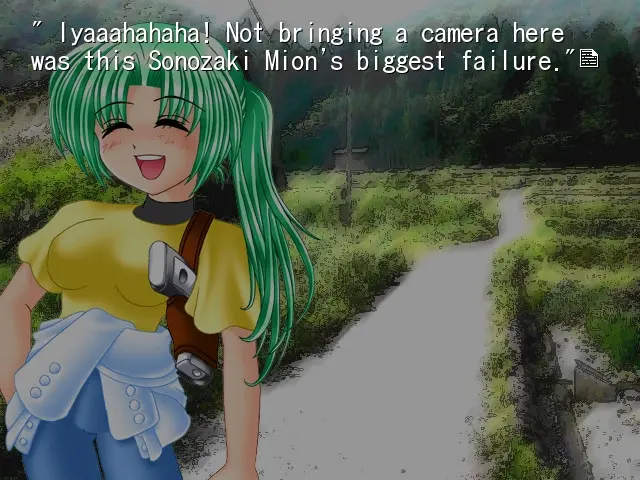 " Iyaaahahaha! Not bringing a camera here
was this Sonozaki Mion's biggest failure."